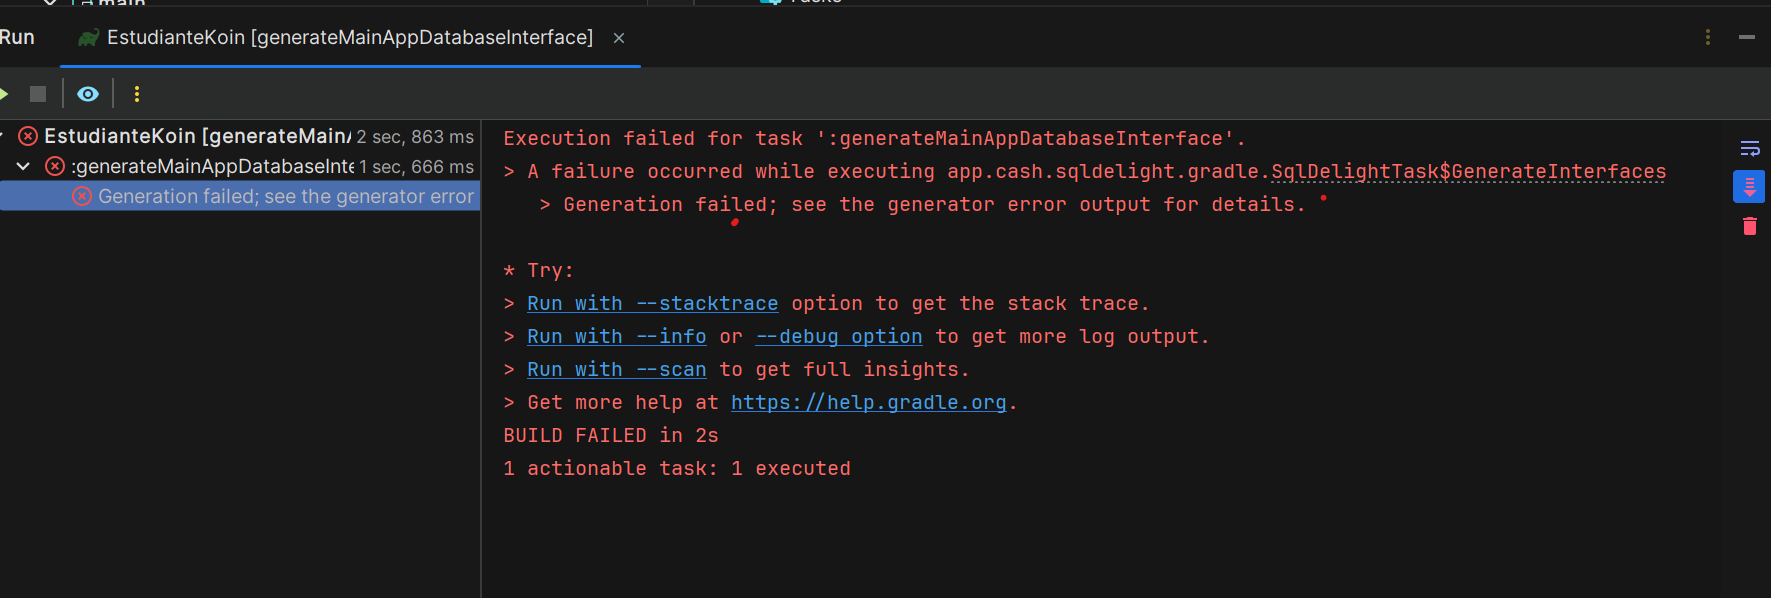 main
Tasks
Run
EstudianteKoin [generateMainAppDatabaseInterface]
EstudianteKoin [generateMain 2 sec, 863 ms
:generateMainAppDatabaseInte 1 sec, 666 ms
Generation failed; see the generator error
Execution failed for task ':generateMainAppDatabaseInterface'.
> A failure occurred while executing app.cash.sqldelight.gradle.SqlDelightTask$GenerateInterfaces
> Generation failed; see the generator error output for details.
* Try:
> Run with --stacktrace option to get the stack trace.
> Run with --info or --debug option to get more log output.
> Run with --scan to get full insights.
> Get more help at https://help.gradle.org.
BUILD FAILED in 2s
1 actionable task: 1 executed